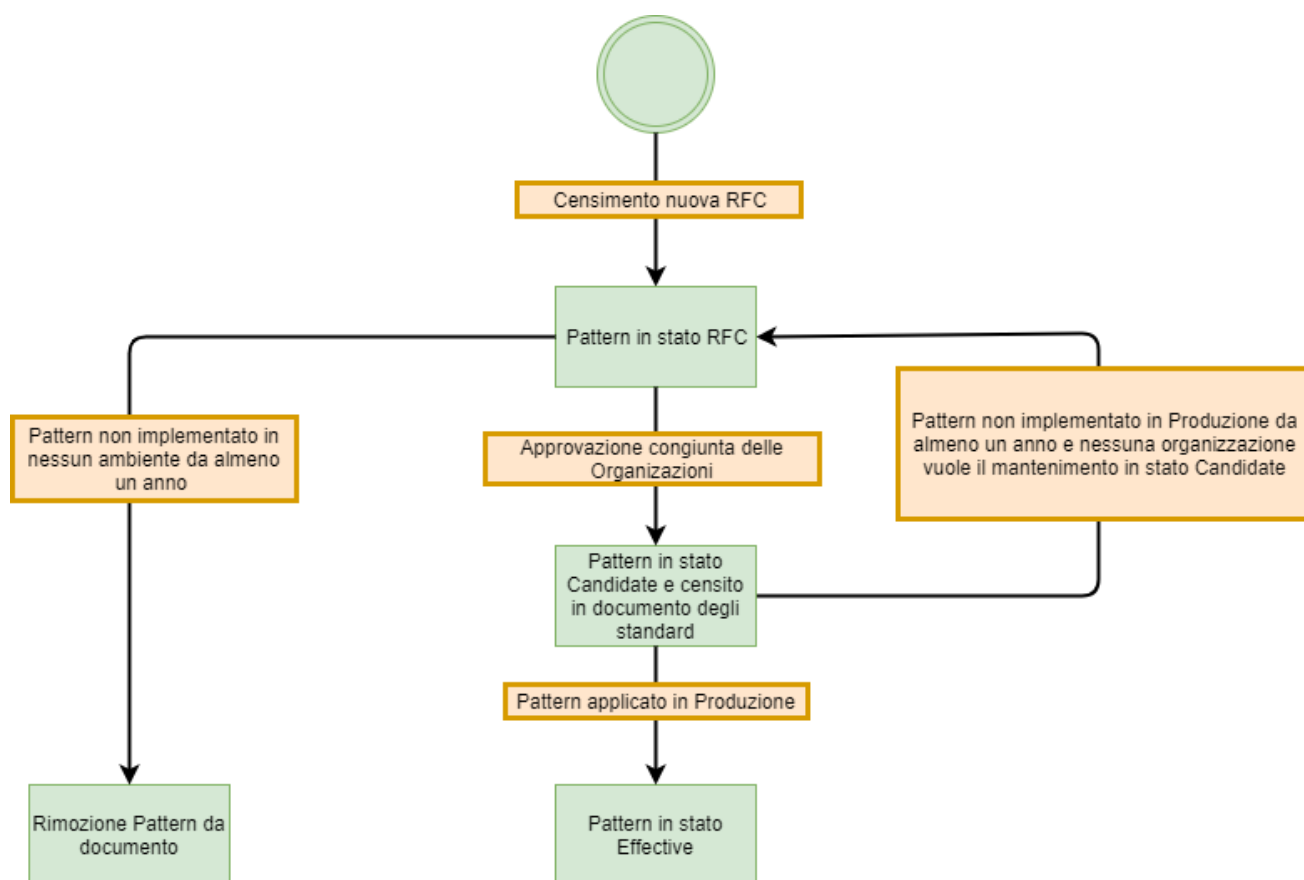 Censimento nuova RFC
Pattern in stato RFC
Pattern non implementato in
nessun ambiente da almeno
un anno
Approvazione congiunta delle
Organizazioni
Pattern non implementato in Produzione da
almeno un anno e nessuna organizzazione
vuole il mantenimento in stato Candidate
Pattern in stato
Candidate e censito
in documento degli
standard
Pattern applicato in Produzione
Rimozione Pattern da
documento
Pattern in stato
Effective